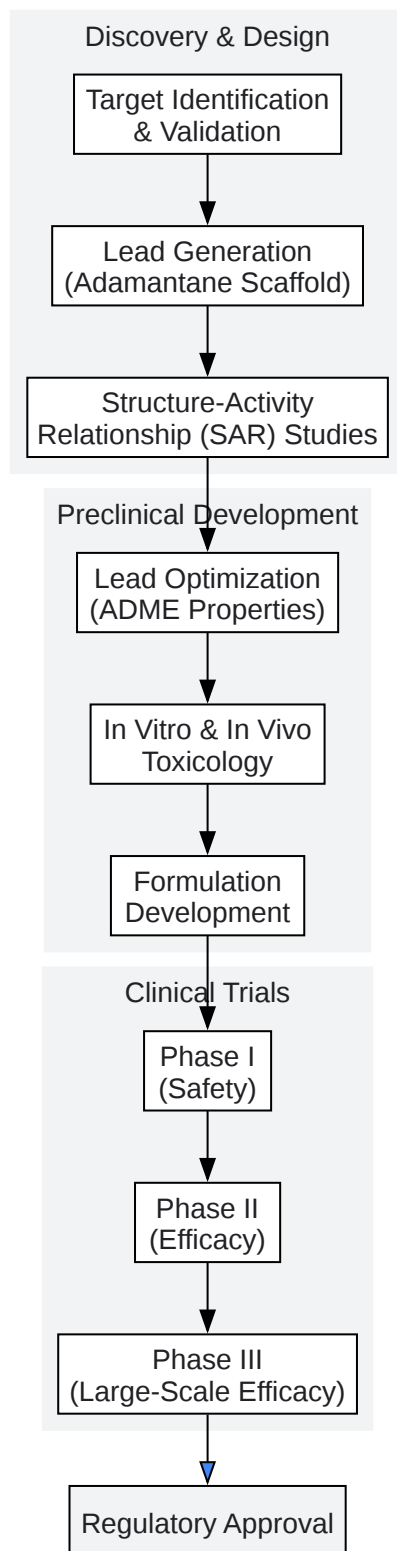 Discovery & Design
Target Identification
& Validation
Lead Generation
(Adamantane Scaffold)
Structure-Activity
Relationship (SAR) Studies
Preclinical Development
Lead Optimization
(ADME Properties)
In Vitro & In Vivo
Toxicology
Formulation
Development
Clinical Trials
Phase I
(Safety)
Phase II
(Efficacy)
Phase III
(Large-Scale Efficacy)
Regulatory Approval